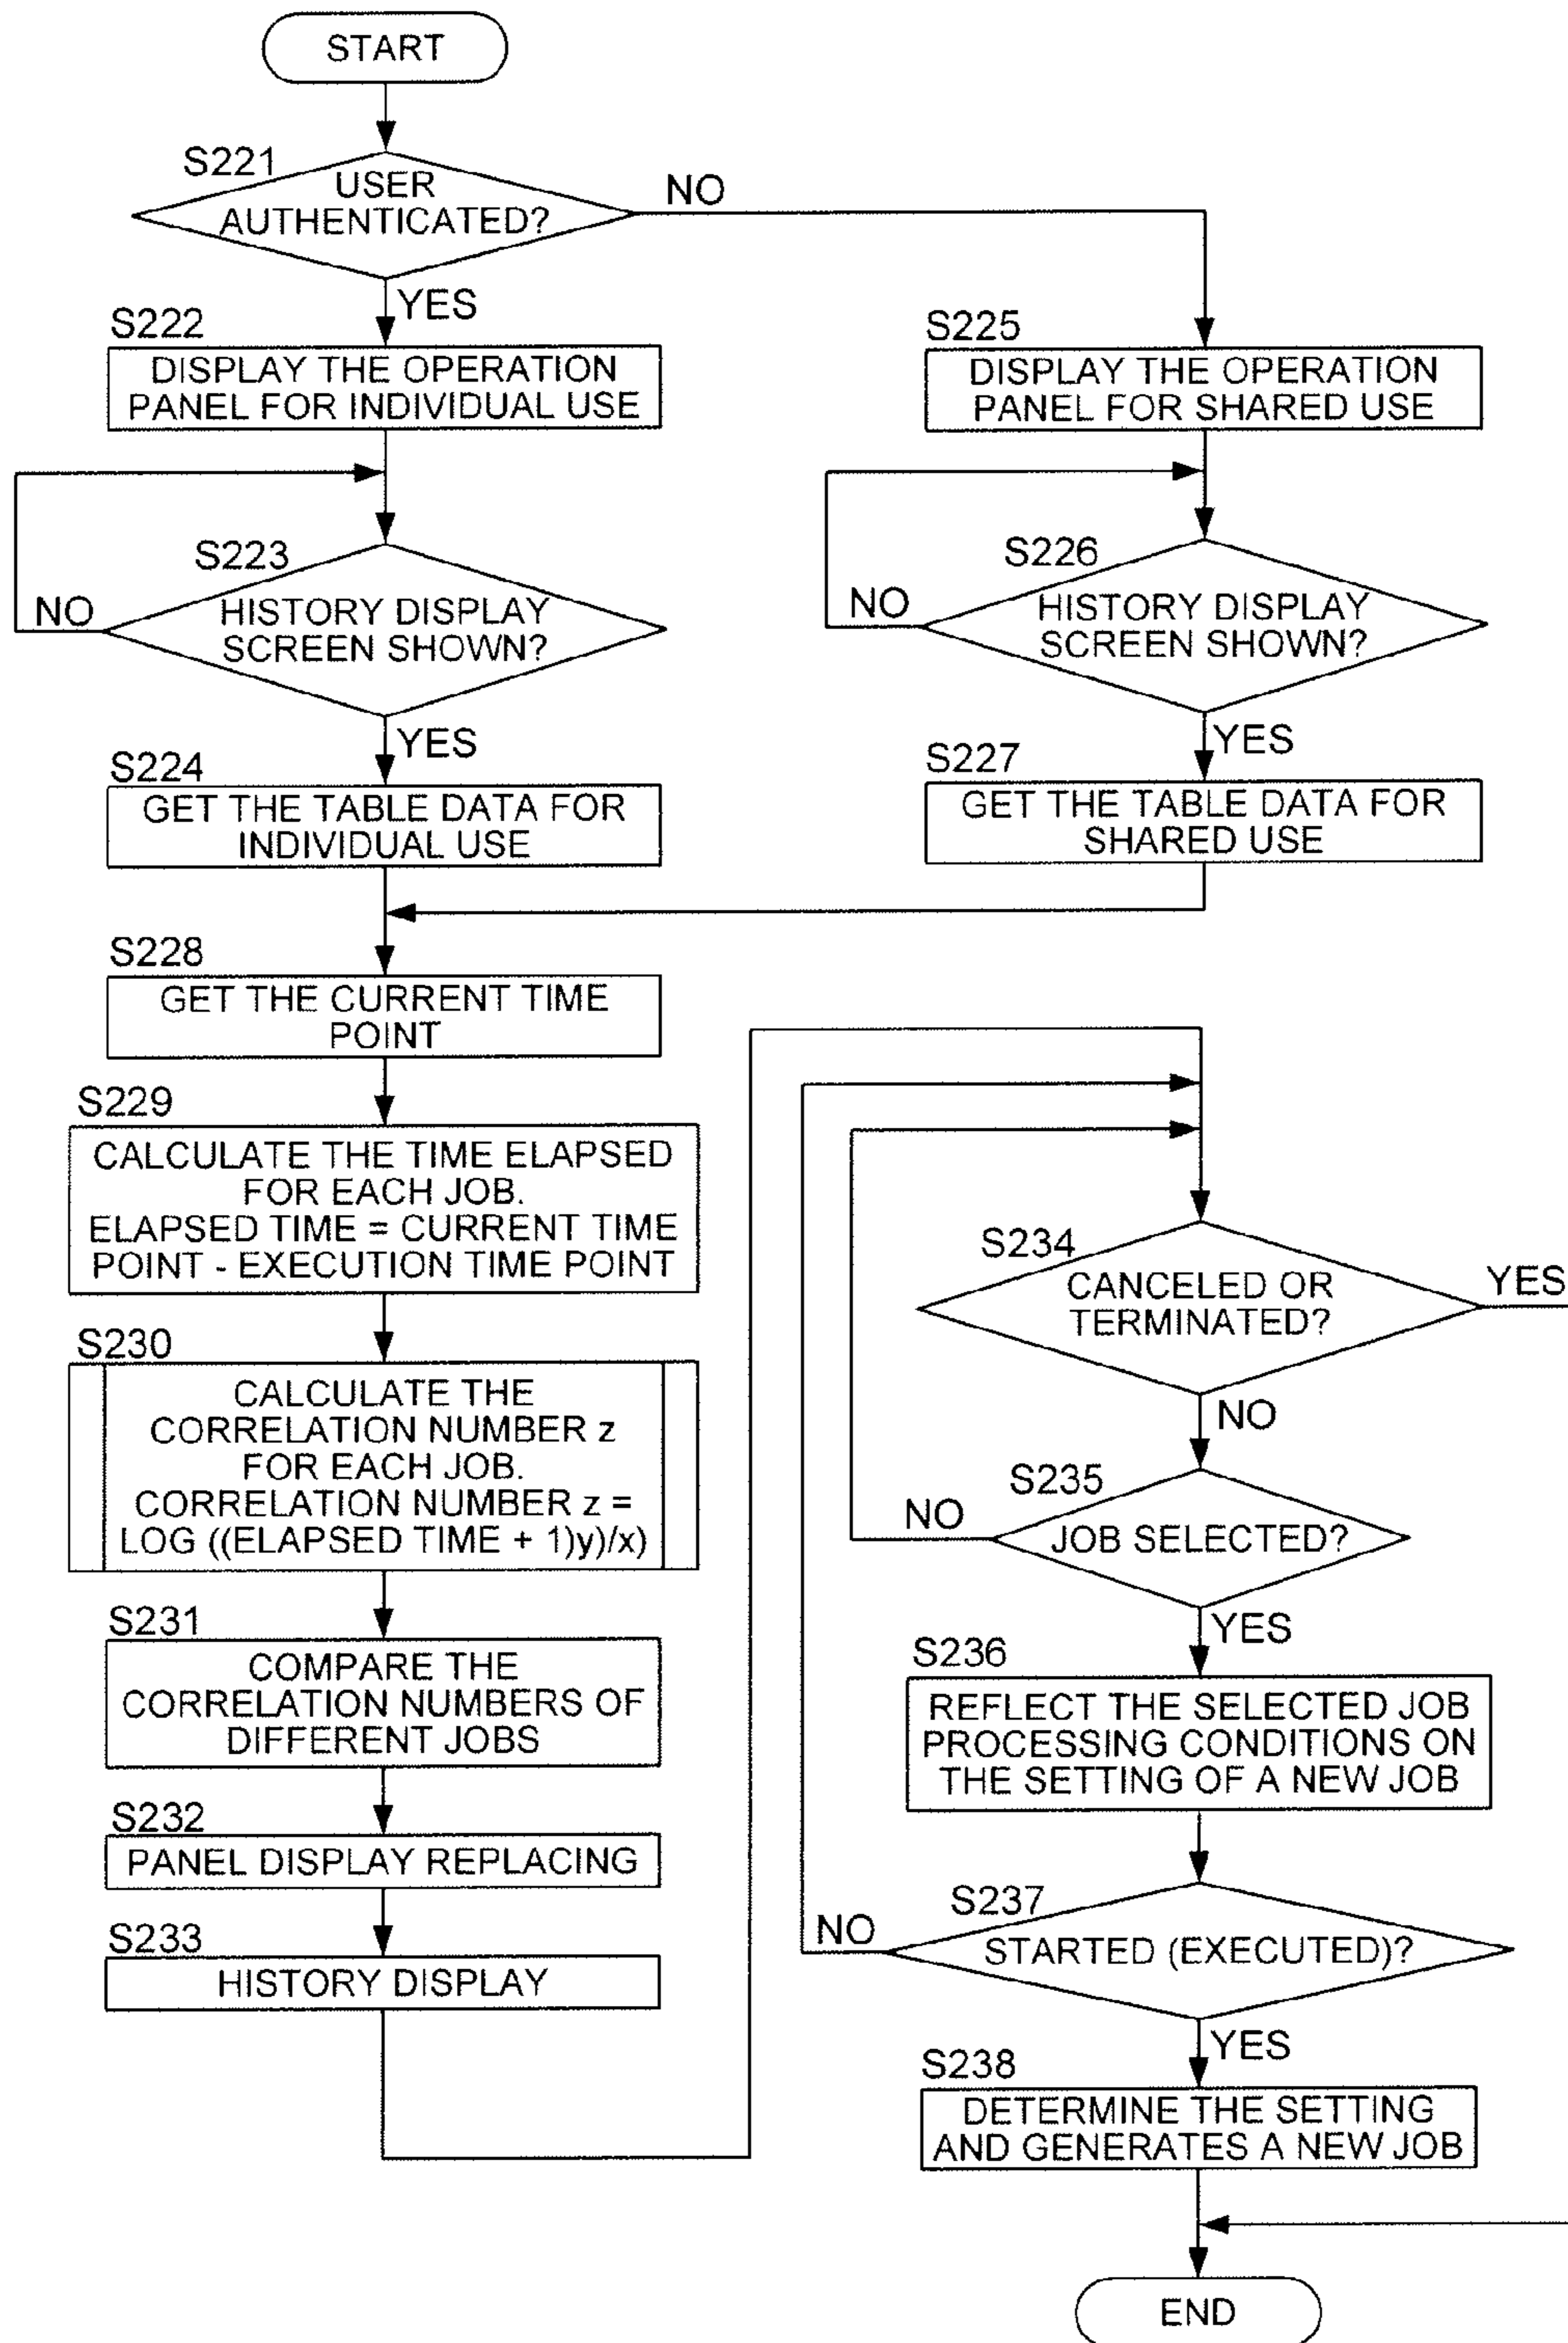 START
S221
USER
AUTHENTICATED?
NO
YES
S222
DISPLAY THE OPERATION
PANEL FOR INDIVIDUAL USE
S223
HISTORY DISPLAY
SCREEN SHOWN?
NO
YES
S224
GET THE TABLE DATA FOR
INDIVIDUAL USE
S225
DISPLAY THE OPERATION
PANEL FOR SHARED USE
S226
HISTORY DISPLAY
SCREEN SHOWN?
NO
YES
S227
GET THE TABLE DATA FOR
SHARED USE
S228
GET THE CURRENT TIME
POINT
S229
CALCULATE THE TIME ELAPSED
FOR EACH JOB.
ELAPSED TIME = CURRENT TIME
POINT - EXECUTION TIME POINT
S230
CALCULATE THE
CORRELATION NUMBER z
FOR EACH JOB.
CORRELATION NUMBER z =
LOG ((ELAPSED TIME + 1)y)/x)
S231
COMPARE THE
CORRELATION NUMBERS OF
DIFFERENT JOBS
S232
PANEL DISPLAY REPLACING
S233
HISTORY DISPLAY
S234
CANCELED OR
TERMINATED?
YES
NO
S235
JOB SELECTED?
NO
YES
S236
REFLECT THE SELECTED JOB
PROCESSING CONDITIONS ON
THE SETTING OF A NEW JOB
S237
STARTED (EXECUTED)?
NO
YES
S238
DETERMINE THE SETTING
AND GENERATES A NEW JOB
END